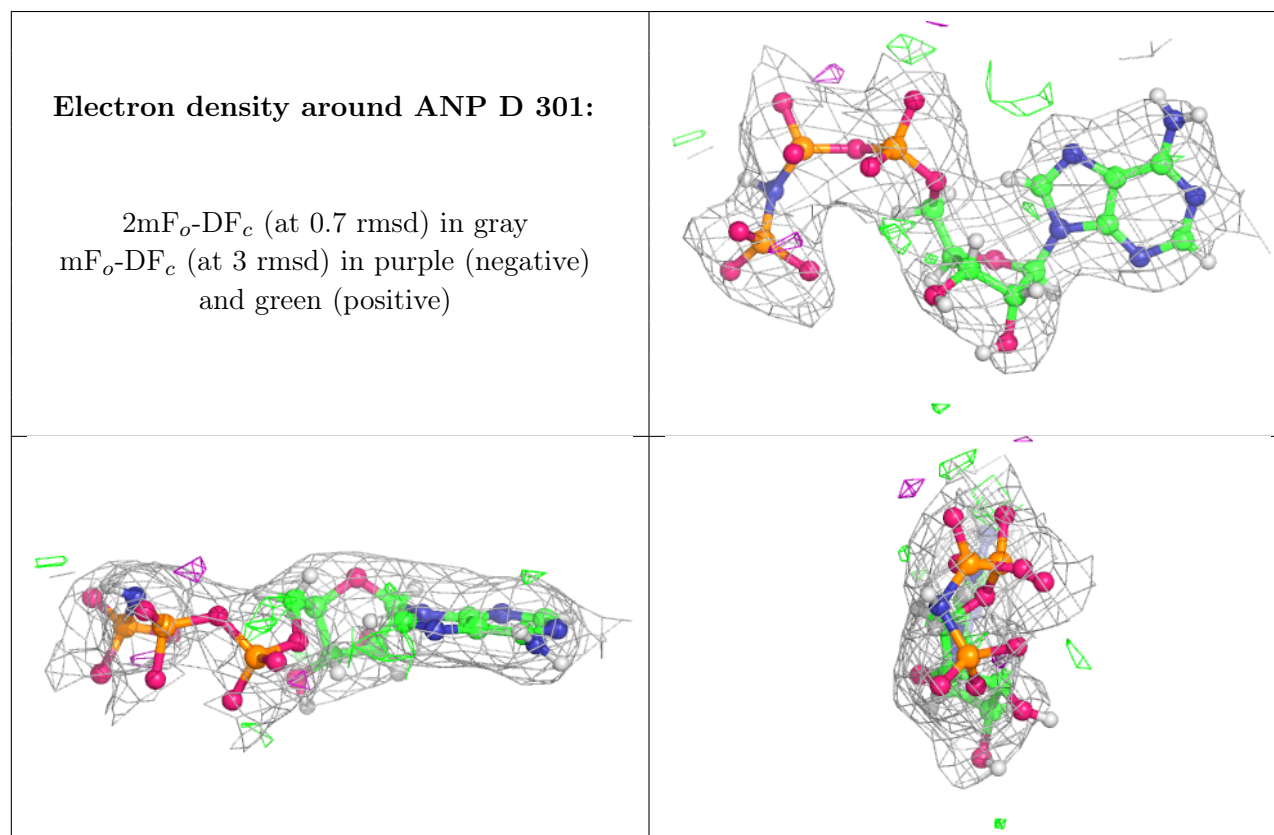 Electron density around ANP D 301:
2mFo-DFc (at 0.7 rmsd) in gray
mFo-DFc (at 3 rmsd) in purple (negative)
and green (positive)